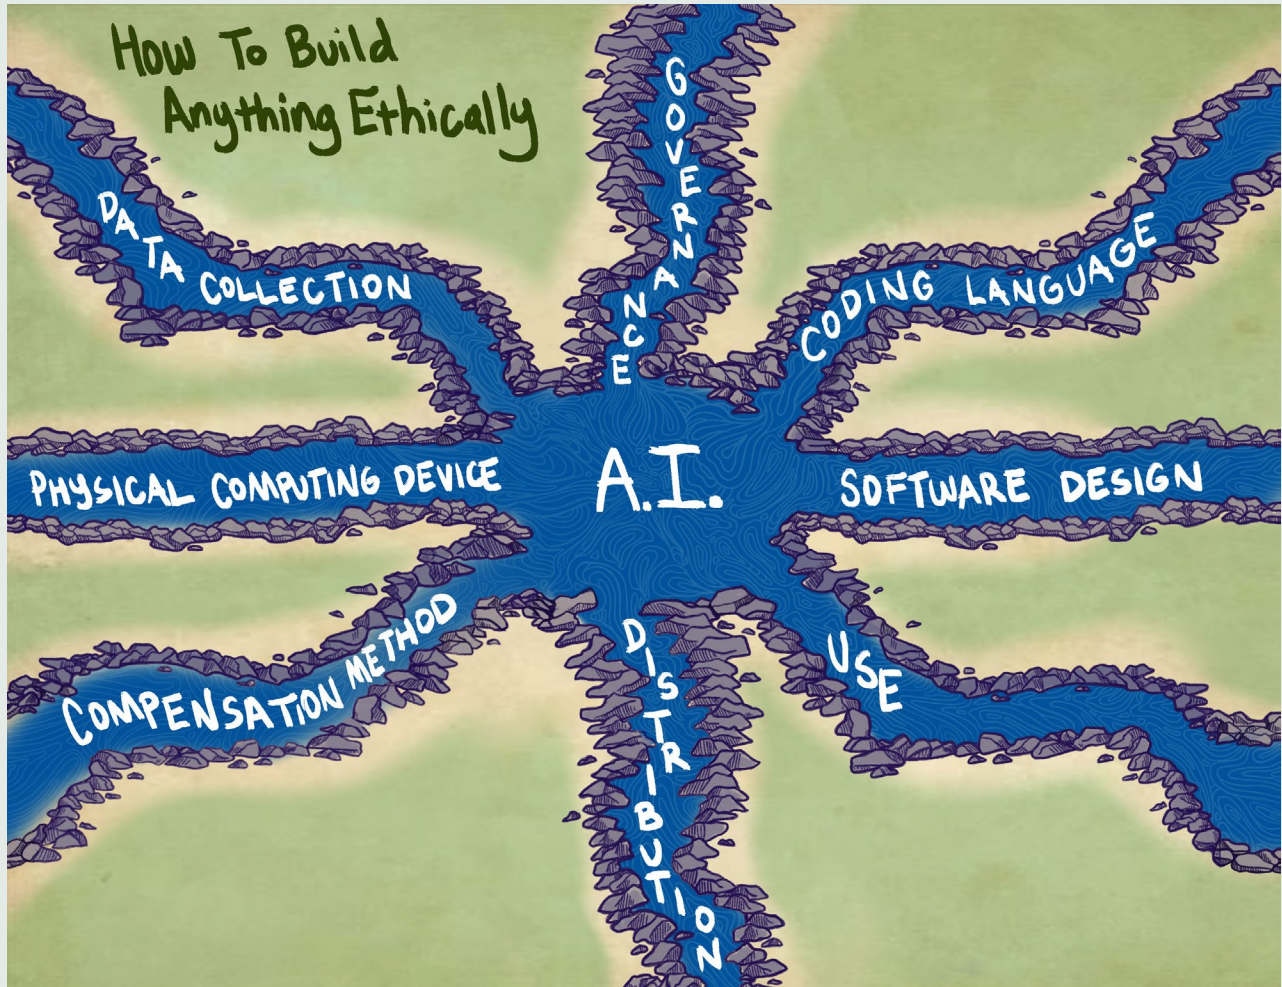 How To Build
Anything Ethically
GOVERNANCE
DATA COLLECTION
CODING LANGUAGE
PHYSICAL COMPUTING DEVICE
A.I.
SOFTWARE DESIGN
COMPENSATION METHOD
USE
DISTRIBUTION